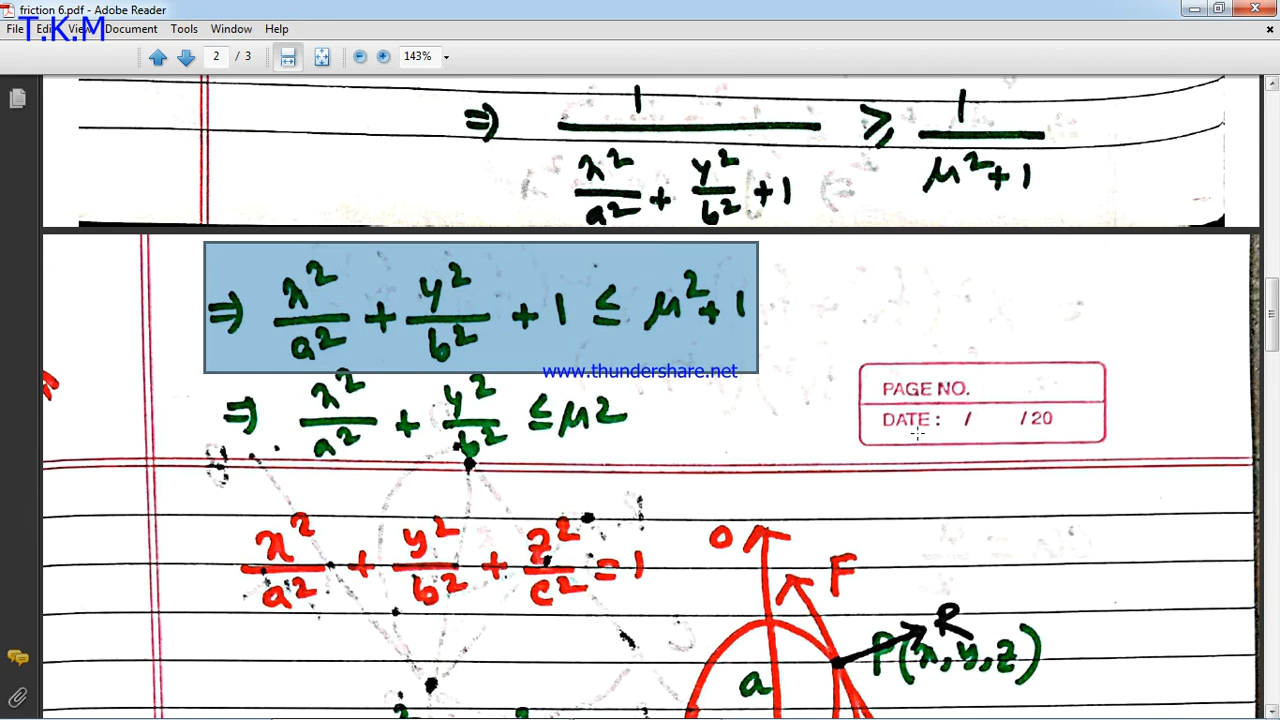 friction 6.pdf - Adobe Reader
File Edit View Document Tools Window Help
T.K.M
2 / 3 143%
⇒ 1/(x²/a² + y²/b² + 1) ≥ 1/(μ² + 1)
⇒ x²/a² + y²/b² + 1 ≤ μ² + 1
www.thundershare.net
⇒ x²/a² + y²/b² ≤ μ2
PAGE NO.
DATE : / / 20
x²/a² + y²/b² + z²/c² = 1
O
F
R
P(x, y, z)
a